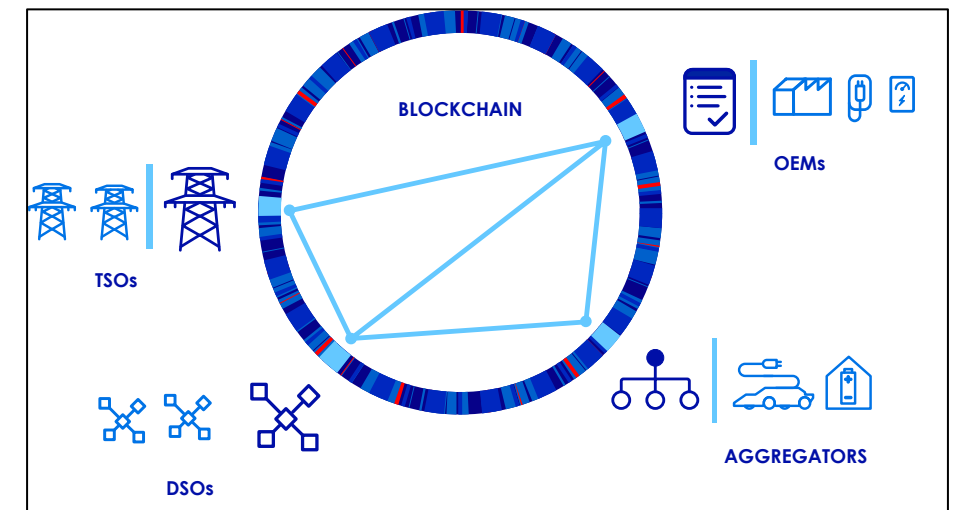 BLOCKCHAIN
OEMs
TSOs
AGGREGATORS
DSOs